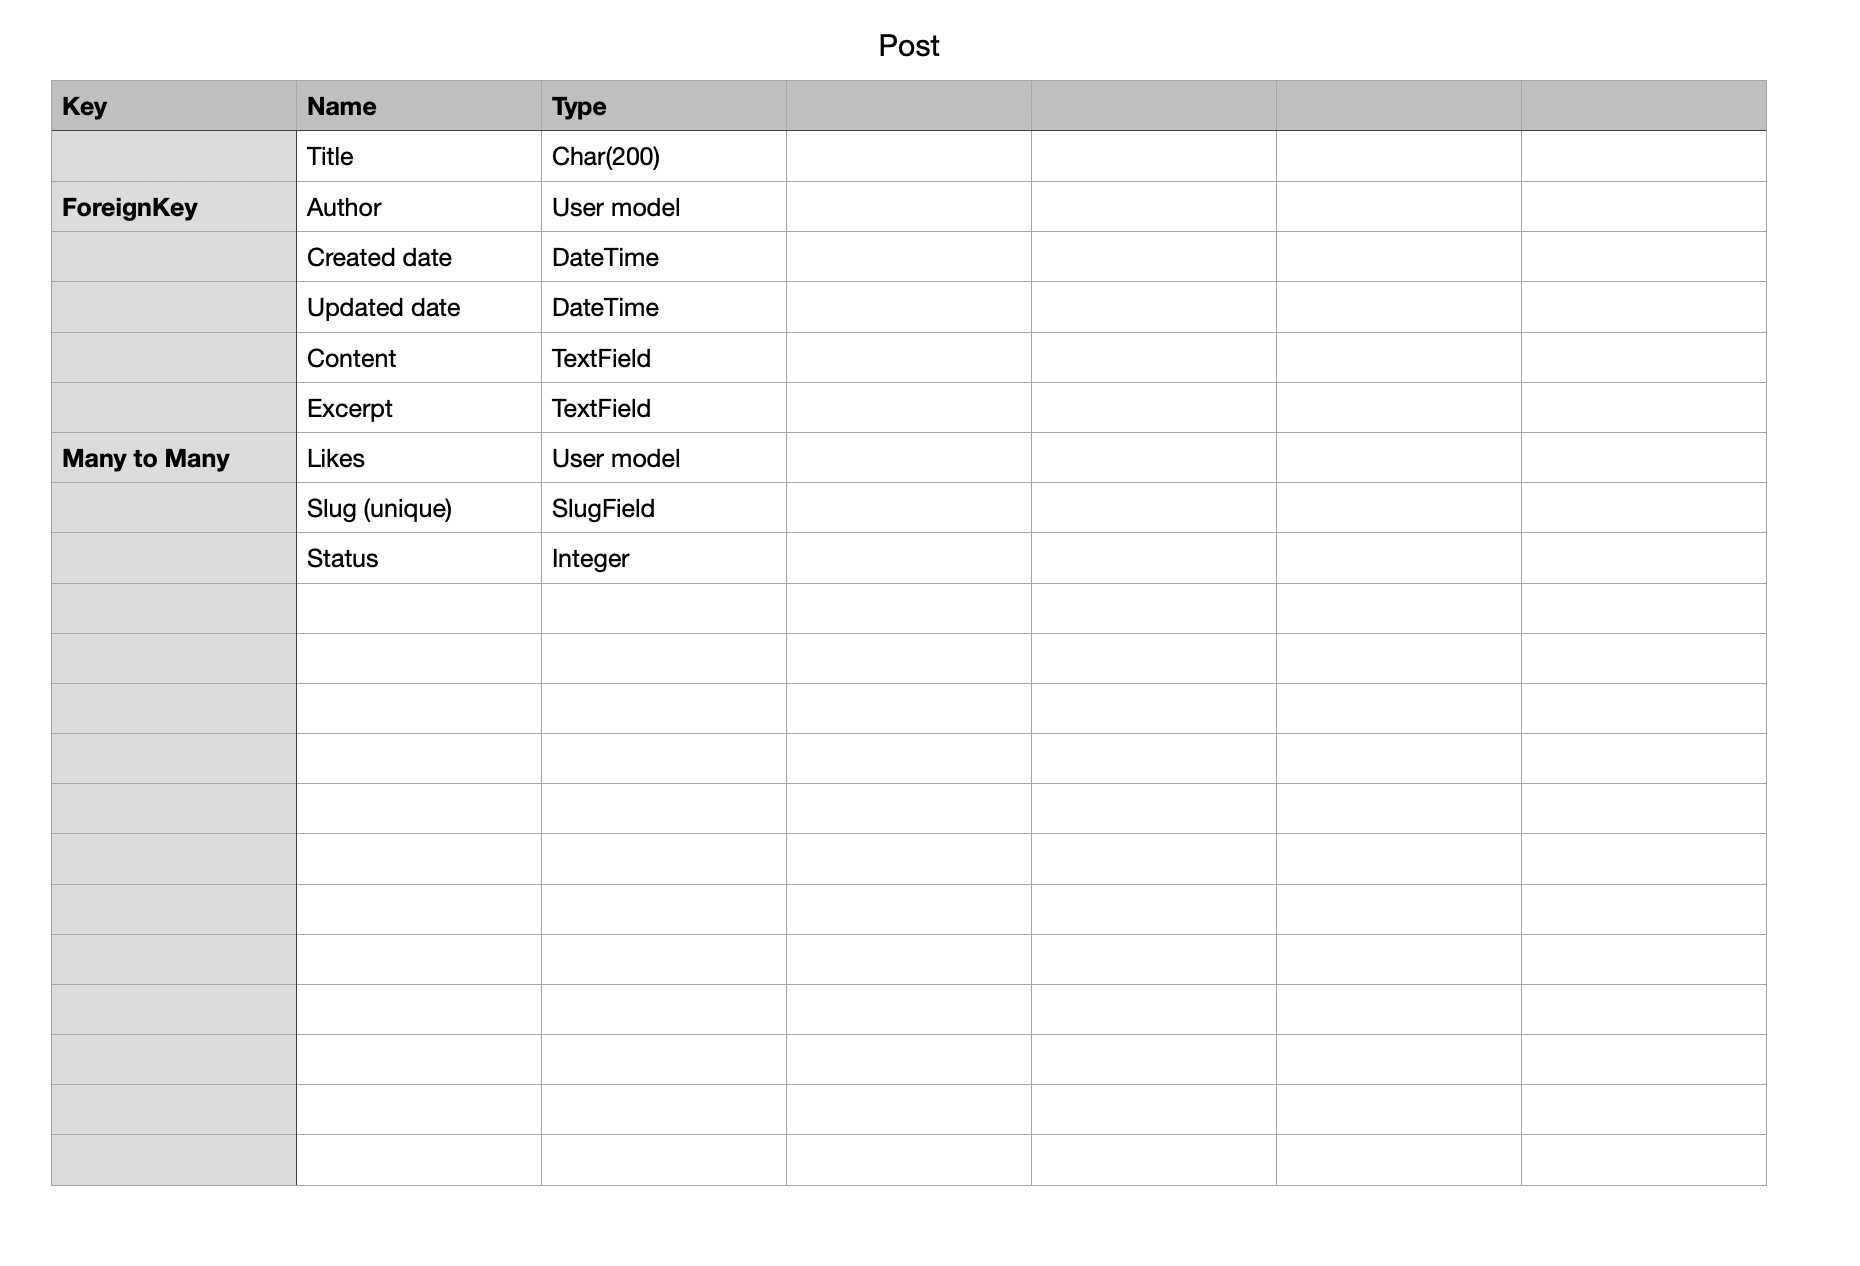 Post
Key Name Type
Title Char(200)
ForeignKey Author User model
Created date DateTime
Updated date DateTime
Content TextField
Excerpt TextField
Many to Many Likes User model
Slug (unique) SlugField
Status Integer